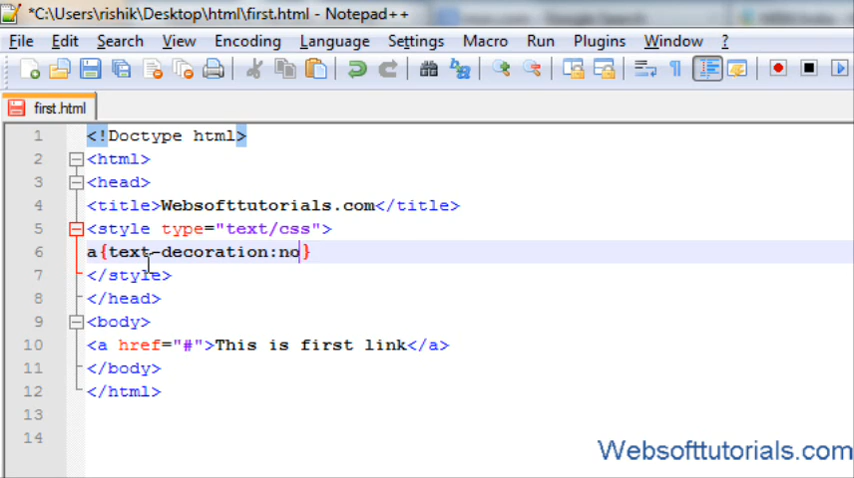 *C:\Users\rishik\Desktop\html\first.html - Notepad++
File Edit Search View Encoding Language Settings Macro Run Plugins Window ?
first.html
1 <!Doctype html>
2 <html>
3 <head>
4 <title>Websofttutorials.com</title>
5 <style type="text/css">
6 a{text-decoration:no}
7 </style>
8 </head>
9 <body>
10 <a href="#">This is first link</a>
11 </body>
12 </html>
13
14
Websofttutorials.com